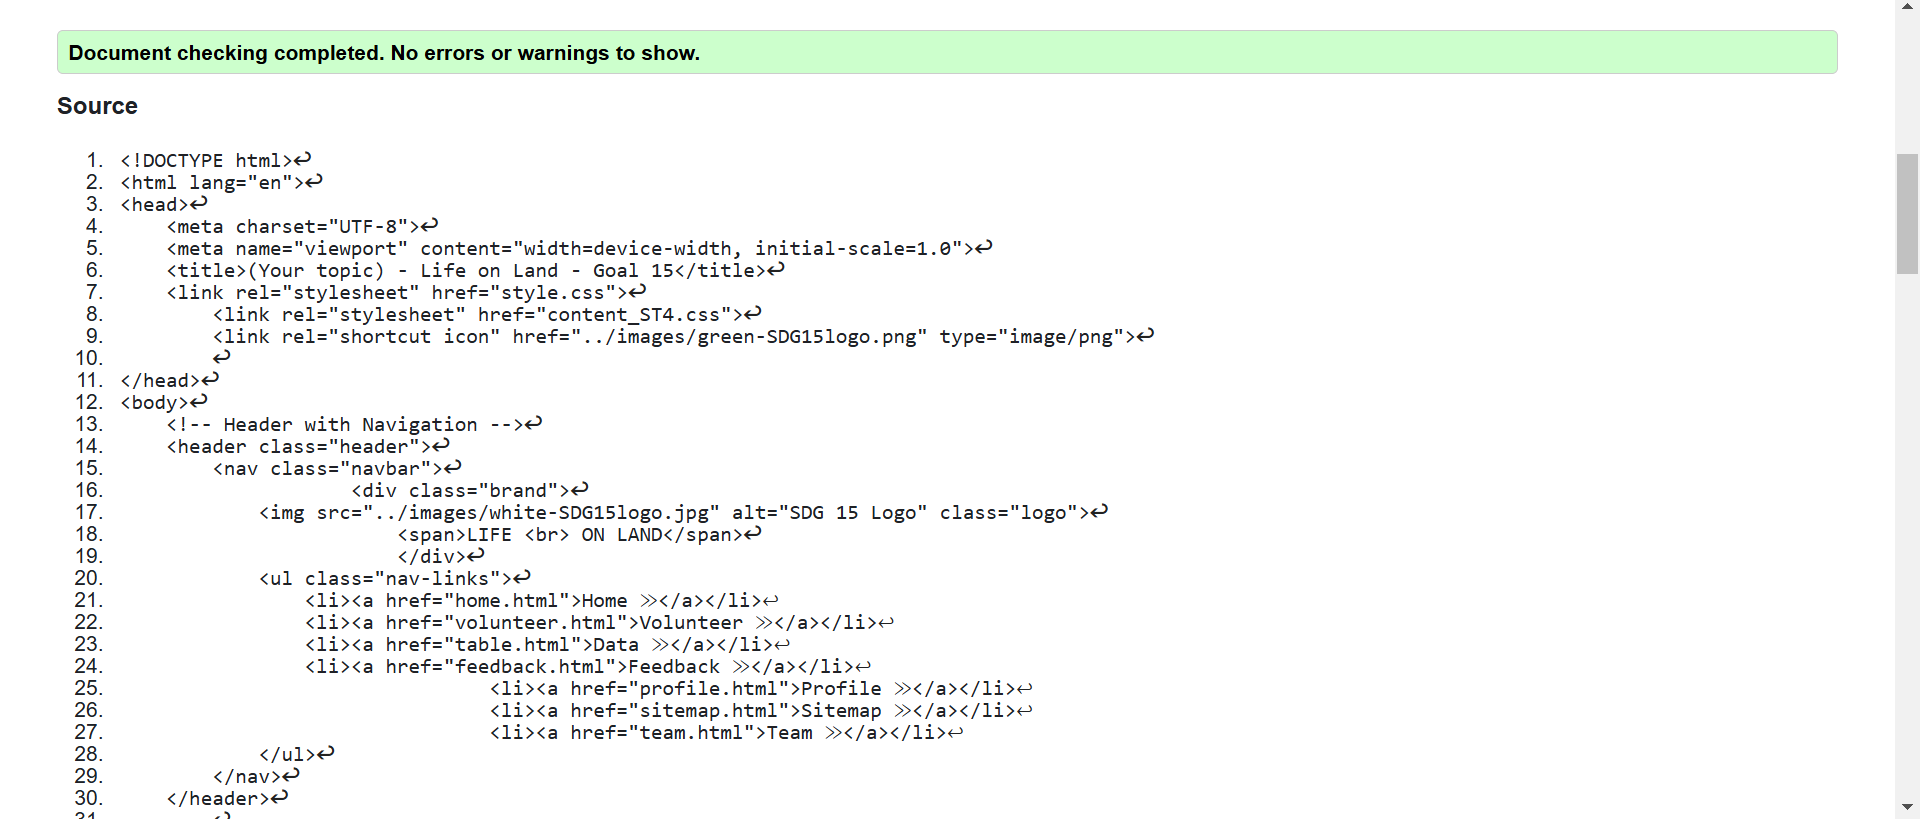 Document checking completed. No errors or warnings to show.
Source
1. <!DOCTYPE html>↩
2. <html lang="en">↩
3. <head>↩
4.     <meta charset="UTF-8">↩
5.     <meta name="viewport" content="width=device-width, initial-scale=1.0">↩
6.     <title>(Your topic) - Life on Land - Goal 15</title>↩
7.     <link rel="stylesheet" href="style.css">↩
8.         <link rel="stylesheet" href="content_ST4.css">↩
9.         <link rel="shortcut icon" href="../images/green-SDG15logo.png" type="image/png">↩
10.         ↩
11. </head>↩
12. <body>↩
13.     <!-- Header with Navigation -->↩
14.     <header class="header">↩
15.         <nav class="navbar">↩
16.                     <div class="brand">↩
17.             <img src="../images/white-SDG15logo.jpg" alt="SDG 15 Logo" class="logo">↩
18.                         <span>LIFE <br> ON LAND</span>↩
19.                         </div>↩
20.             <ul class="nav-links">↩
21.                 <li><a href="home.html">Home ⨠</a></li>↩
22.                 <li><a href="volunteer.html">Volunteer ⨠</a></li>↩
23.                 <li><a href="table.html">Data ⨠</a></li>↩
24.                 <li><a href="feedback.html">Feedback ⨠</a></li>↩
25.                                 <li><a href="profile.html">Profile ⨠</a></li>↩
26.                                 <li><a href="sitemap.html">Sitemap ⨠</a></li>↩
27.                                 <li><a href="team.html">Team ⨠</a></li>↩
28.             </ul>↩
29.         </nav>↩
30.     </header>↩
31.         ↩